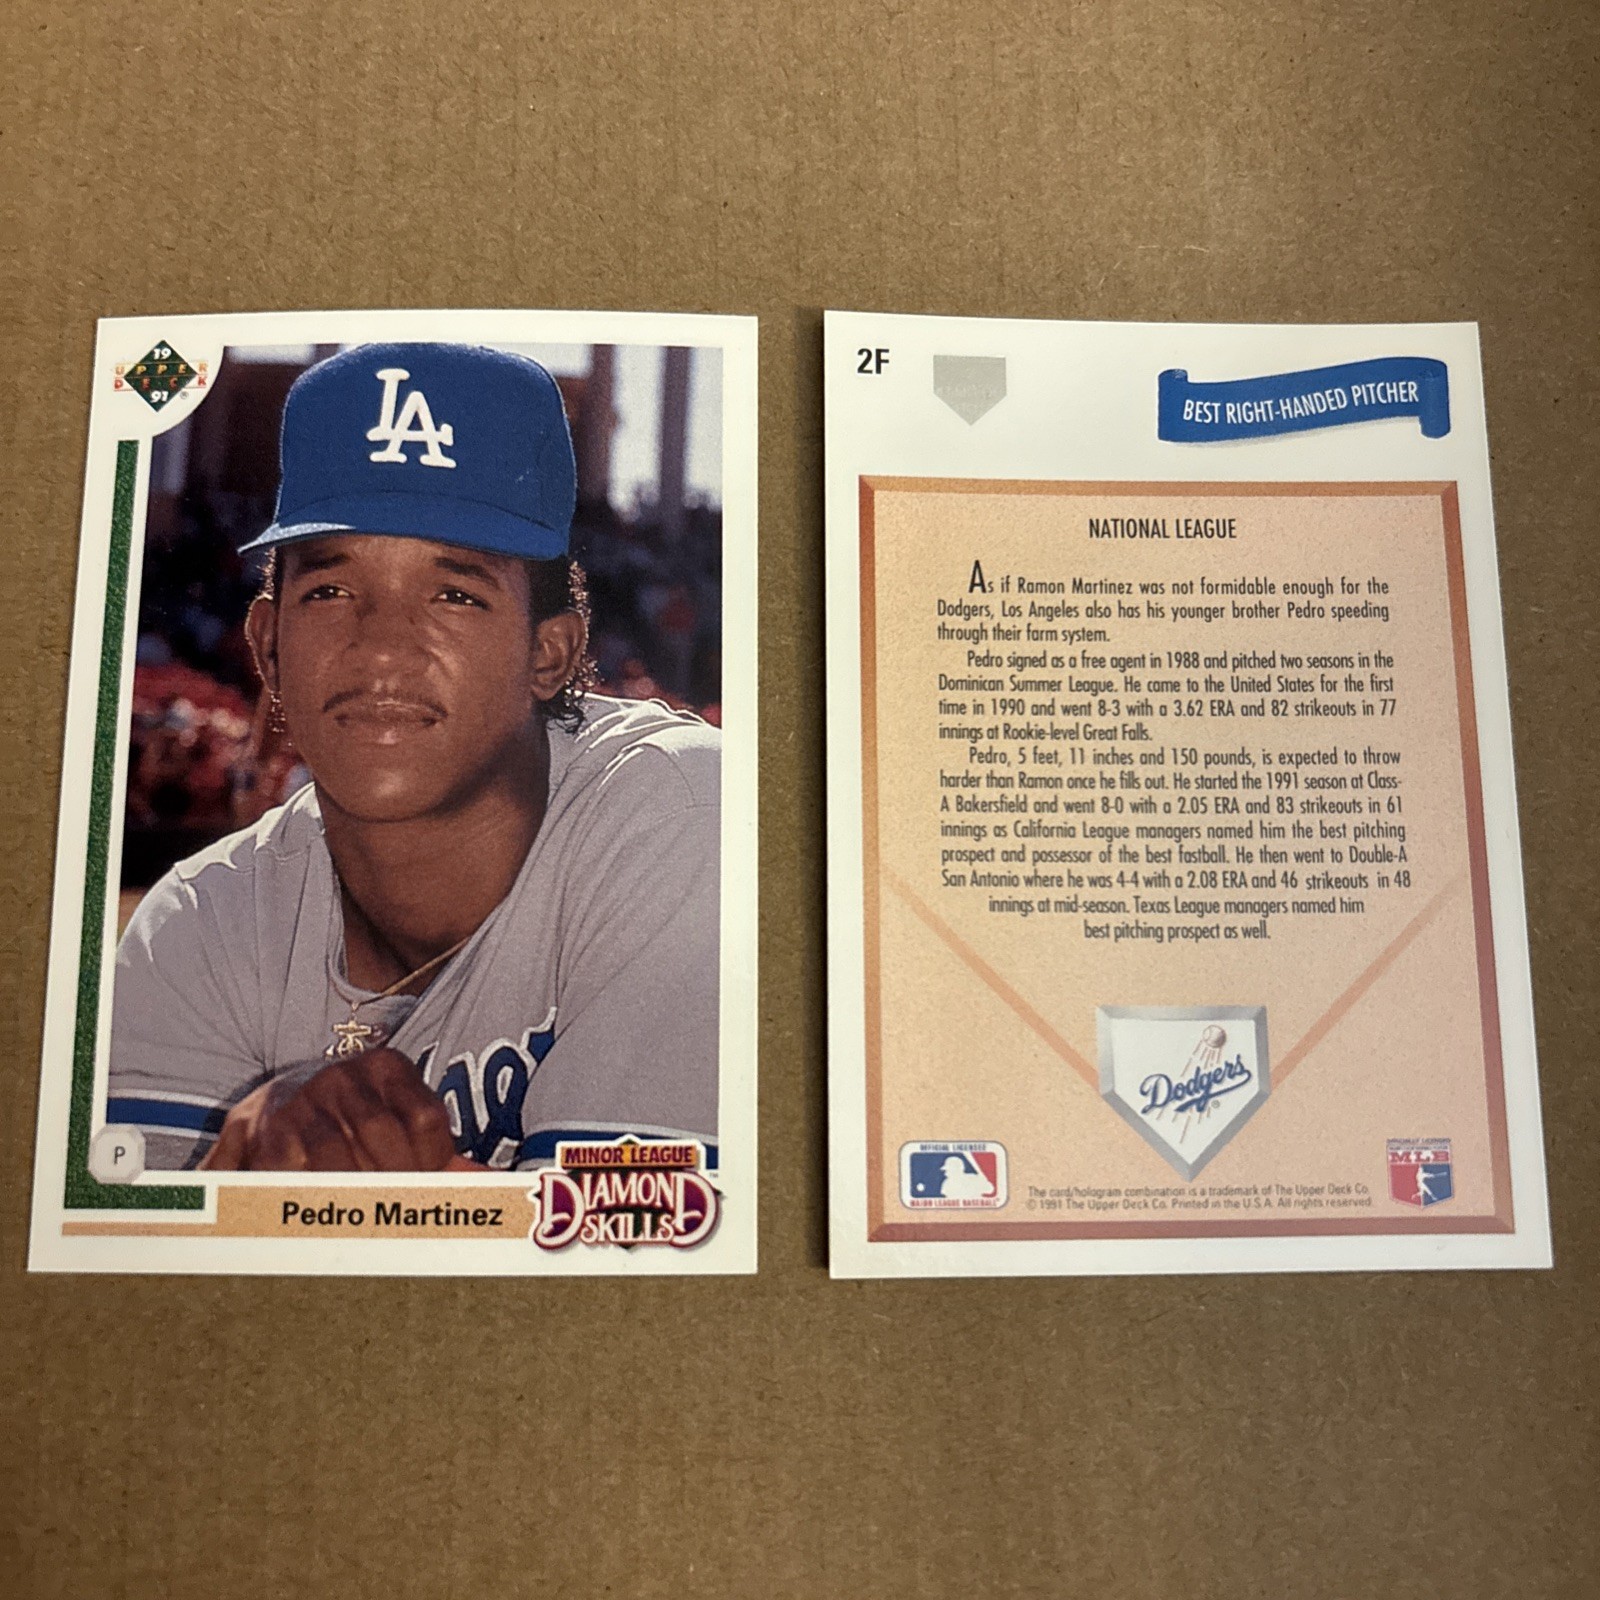 19
UPPER
DECK
91
LA
P
Pedro Martinez
MINOR LEAGUE
DIAMOND
SKILLS
2F
BEST RIGHT-HANDED PITCHER
NATIONAL LEAGUE
As if Ramon Martinez was not formidable enough for the
Dodgers, Los Angeles also has his younger brother Pedro speeding
through their farm system.
Pedro signed as a free agent in 1988 and pitched two seasons in the
Dominican Summer League. He came to the United States for the first
time in 1990 and went 8-3 with a 3.62 ERA and 82 strikeouts in 77
innings at Rookie-level Great Falls.
Pedro, 5 feet, 11 inches and 150 pounds, is expected to throw
harder than Ramon once he fills out. He started the 1991 season at Class-
A Bakersfield and went 8-0 with a 2.05 ERA and 83 strikeouts in 61
innings as California League managers named him the best pitching
prospect and possessor of the best fastball. He then went to Double-A
San Antonio where he was 4-4 with a 2.08 ERA and 46 strikeouts in 48
innings at mid-season. Texas League managers named him
best pitching prospect as well.
Dodgers
OFFICIAL LICENSEE
MAJOR LEAGUE BASEBALL
The card/hologram combination is a trademark of The Upper Deck Co.
© 1991 The Upper Deck Co. Printed in the U.S.A. All rights reserved.
MLB